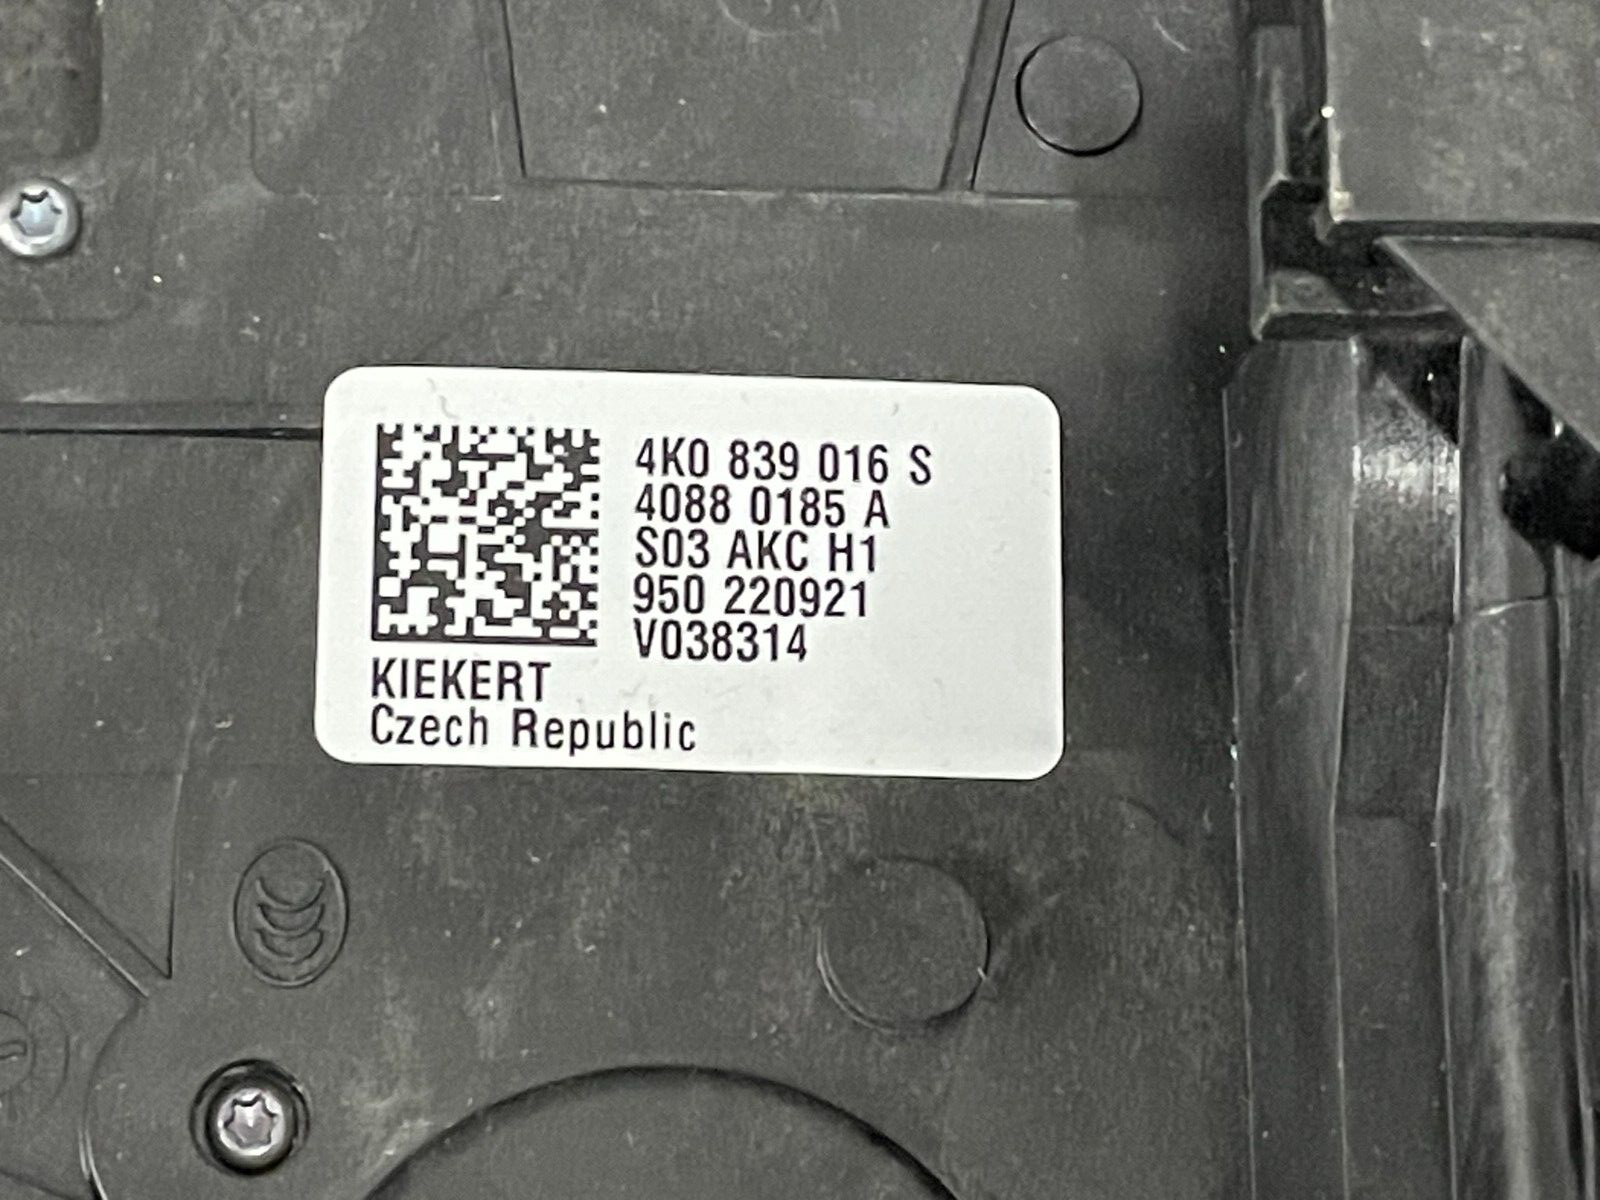 4K0 839 016 S
4088 0185 A
S03 AKC H1
950 220921
V038314
KIEKERT
Czech Republic